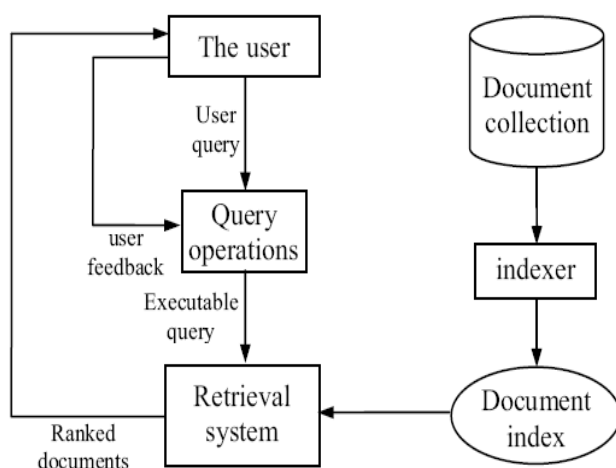 The user
Document
collection
User
query
Query
operations
user
feedback
indexer
Executable
query
Retrieval
system
Document
index
Ranked
documents